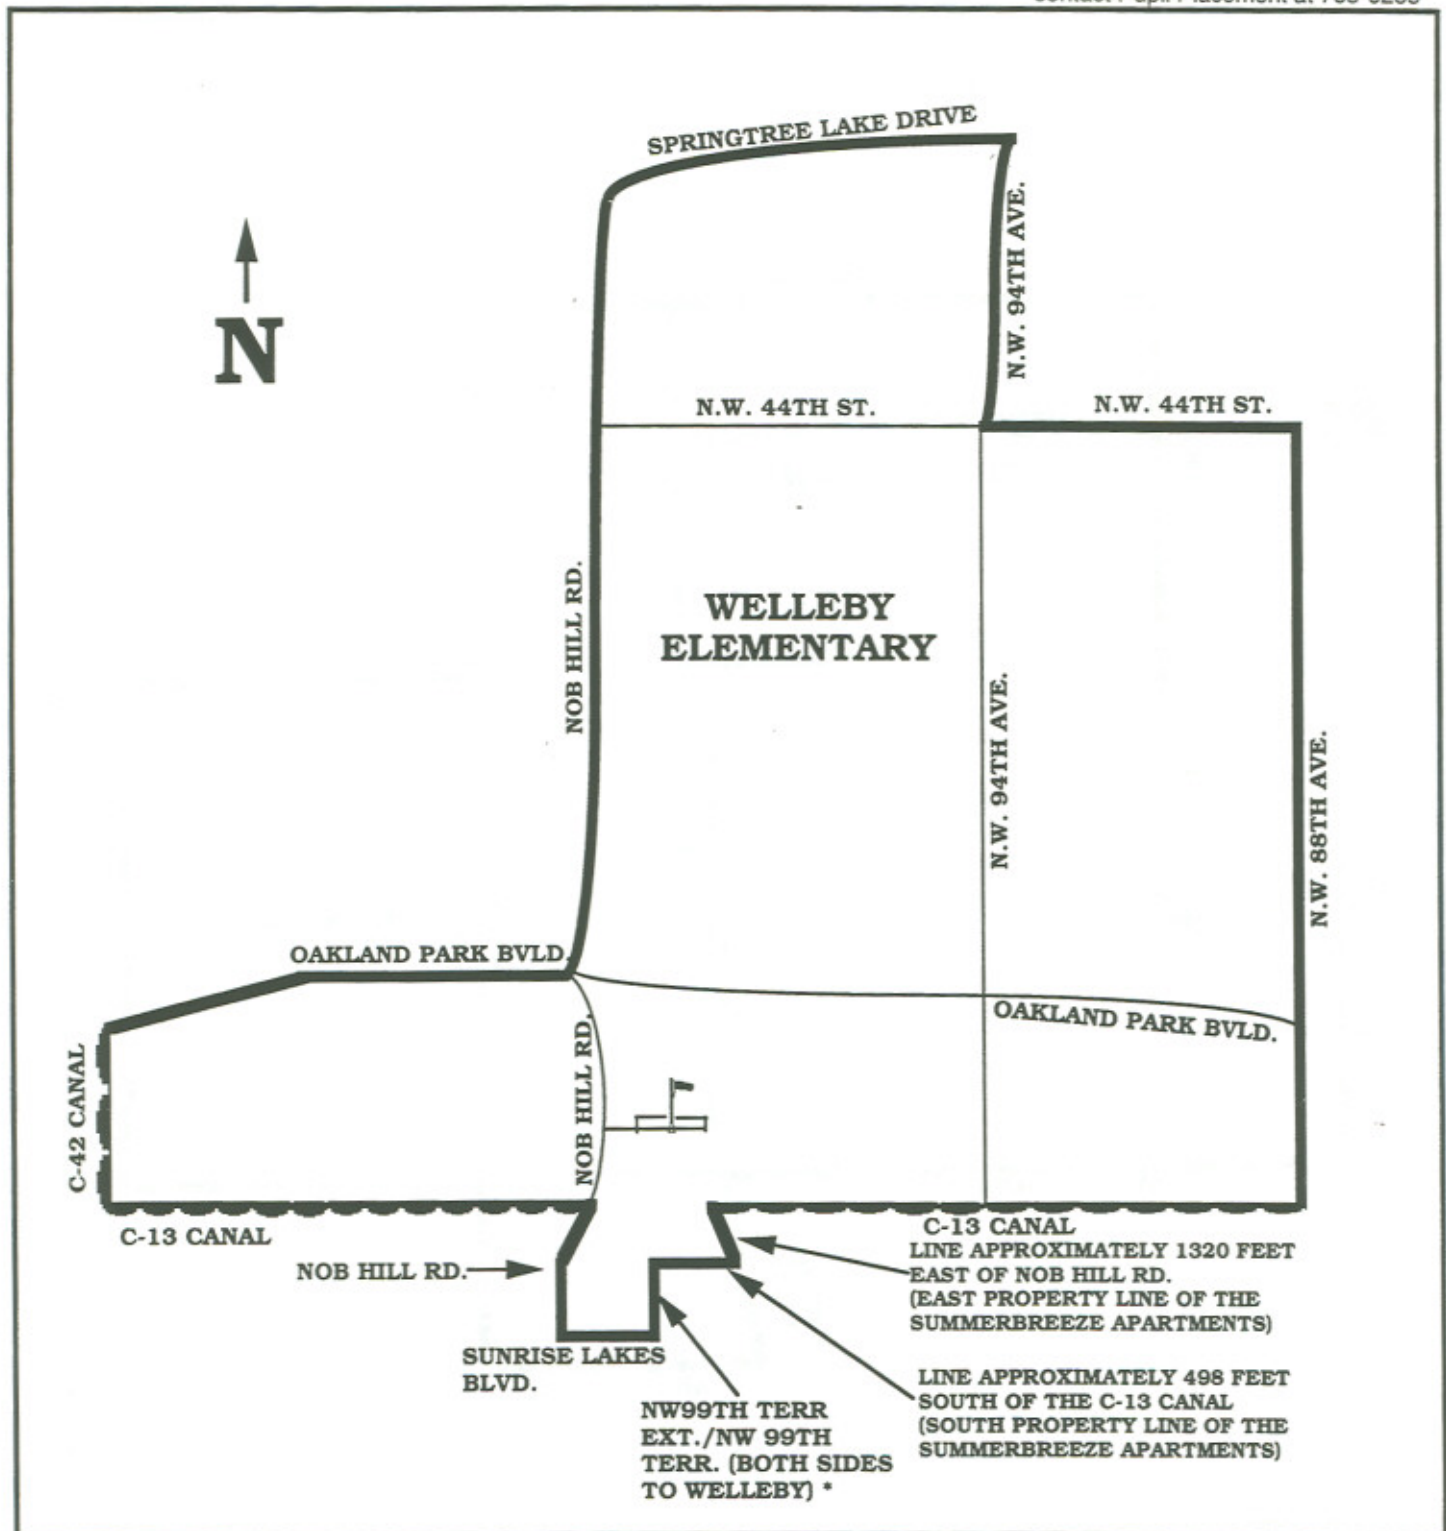 SPRINGTREE LAKE DRIVE
N.W. 94TH AVE.
N
N.W. 44TH ST.
N.W. 44TH ST.
NOB HILL RD.
WELLEBY
ELEMENTARY
N.W. 94TH AVE.
N.W. 88TH AVE.
OAKLAND PARK BVLD.
OAKLAND PARK BVLD.
NOB HILL RD.
C-42 CANAL
C-13 CANAL
C-13 CANAL
NOB HILL RD.
LINE APPROXIMATELY 1320 FEET
EAST OF NOB HILL RD.
(EAST PROPERTY LINE OF THE
SUMMERBREEZE APARTMENTS)
SUNRISE LAKES
BLVD.
LINE APPROXIMATELY 498 FEET
SOUTH OF THE C-13 CANAL
(SOUTH PROPERTY LINE OF THE
SUMMERBREEZE APARTMENTS)
NW99TH TERR
EXT./NW 99TH
TERR. (BOTH SIDES
TO WELLEBY) *